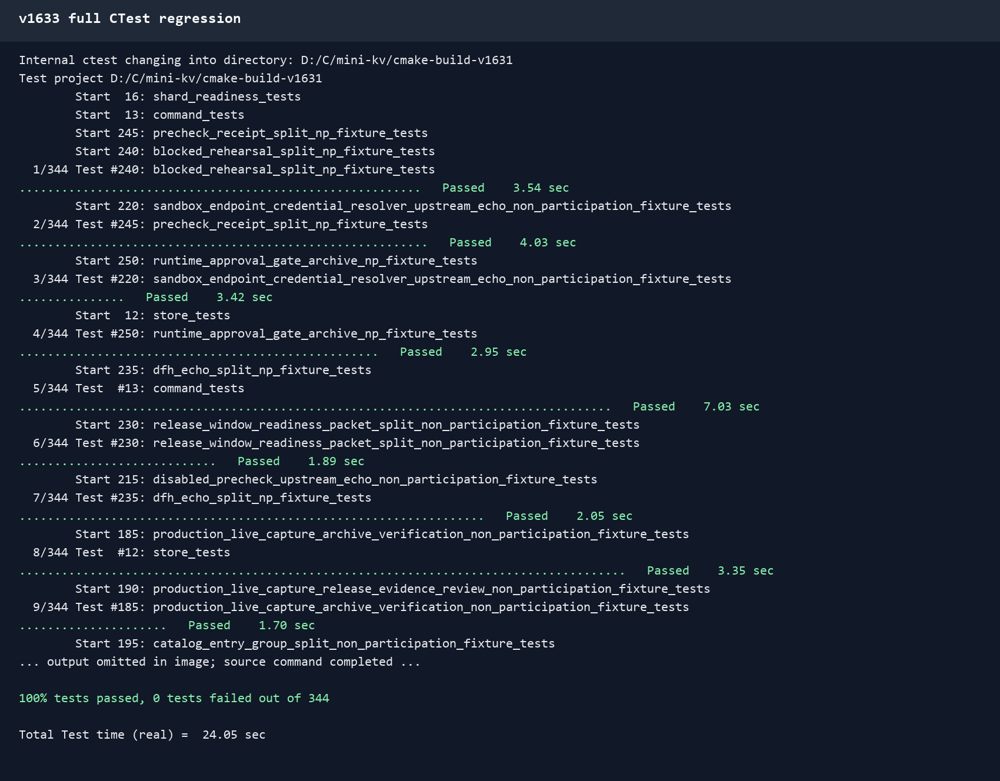 v1633 full CTest regression
Internal ctest changing into directory: D:/C/mini-kv/cmake-build-v1631
Test project D:/C/mini-kv/cmake-build-v1631
        Start  16: shard_readiness_tests
        Start  13: command_tests
        Start 245: precheck_receipt_split_np_fixture_tests
        Start 240: blocked_rehearsal_split_np_fixture_tests
  1/344 Test #240: blocked_rehearsal_split_np_fixture_tests
.........................................................   Passed    3.54 sec
        Start 220: sandbox_endpoint_credential_resolver_upstream_echo_non_participation_fixture_tests
  2/344 Test #245: precheck_receipt_split_np_fixture_tests
..........................................................   Passed    4.03 sec
        Start 250: runtime_approval_gate_archive_np_fixture_tests
  3/344 Test #220: sandbox_endpoint_credential_resolver_upstream_echo_non_participation_fixture_tests
...............   Passed    3.42 sec
        Start  12: store_tests
  4/344 Test #250: runtime_approval_gate_archive_np_fixture_tests
...................................................   Passed    2.95 sec
        Start 235: dfh_echo_split_np_fixture_tests
  5/344 Test  #13: command_tests
....................................................................................   Passed    7.03 sec
        Start 230: release_window_readiness_packet_split_non_participation_fixture_tests
  6/344 Test #230: release_window_readiness_packet_split_non_participation_fixture_tests
............................   Passed    1.89 sec
        Start 215: disabled_precheck_upstream_echo_non_participation_fixture_tests
  7/344 Test #235: dfh_echo_split_np_fixture_tests
..................................................................   Passed    2.05 sec
        Start 185: production_live_capture_archive_verification_non_participation_fixture_tests
  8/344 Test  #12: store_tests
......................................................................................   Passed    3.35 sec
        Start 190: production_live_capture_release_evidence_review_non_participation_fixture_tests
  9/344 Test #185: production_live_capture_archive_verification_non_participation_fixture_tests
.....................   Passed    1.70 sec
        Start 195: catalog_entry_group_split_non_participation_fixture_tests
... output omitted in image; source command completed ...
100% tests passed, 0 tests failed out of 344
Total Test time (real) =  24.05 sec